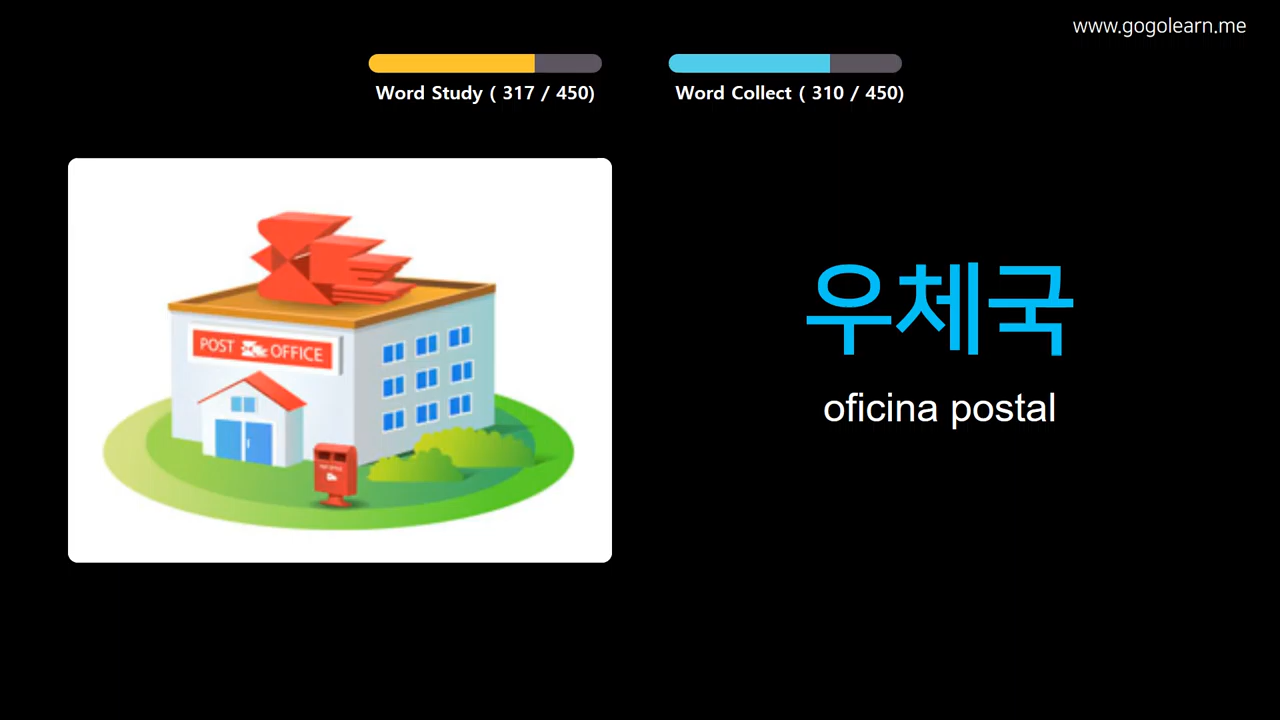 www.gogolearn.me
Word Study ( 317 / 450)
Word Collect ( 310 / 450)
POST OFFICE
우체국
oficina postal